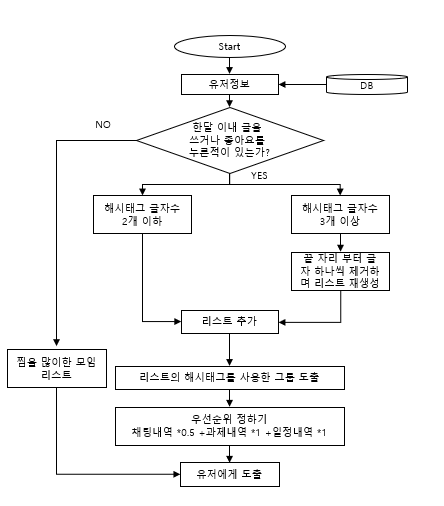 Start
유저정보
DB
한달 이내 글을
쓰거나 좋아요를
누른적이 있는가?
NO
YES
해시태그 글자수
2개 이하
해시태그 글자수
3개 이상
끝 자리 부터 글
자 하나씩 제거하
며 리스트 재생성
리스트 추가
찜을 많이한 모임
리스트
리스트의 해시태그를 사용한 그룹 도출
우선순위 정하기
채팅내역 *0.5 +과제내역 *1 +일정내역 *1
유저에게 도출